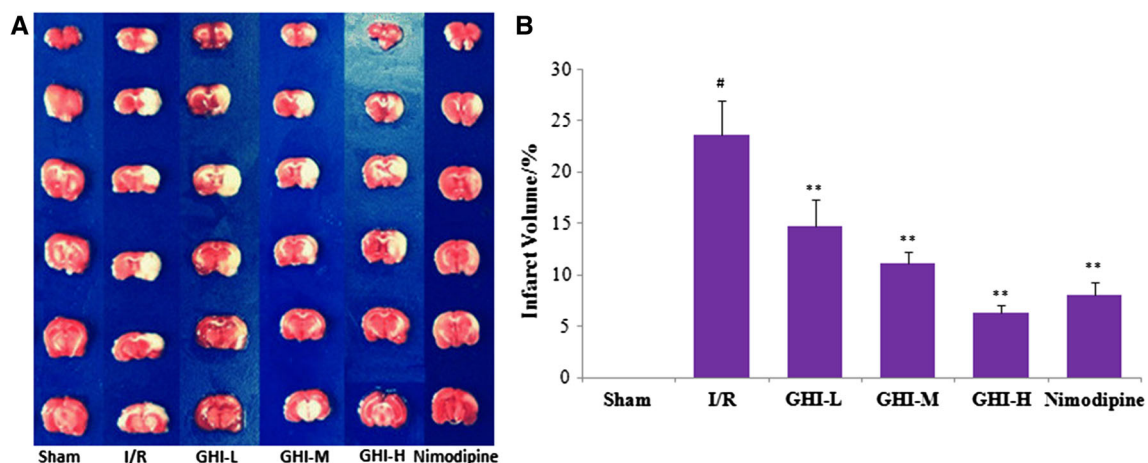 A
Sham I/R GHI-L GHI-M GHI-H Nimodipine
B
Infarct Volume/%
30
25
20
15
10
5
0
#
**
**
**
**
Sham I/R GHI-L GHI-M GHI-H Nimodipine